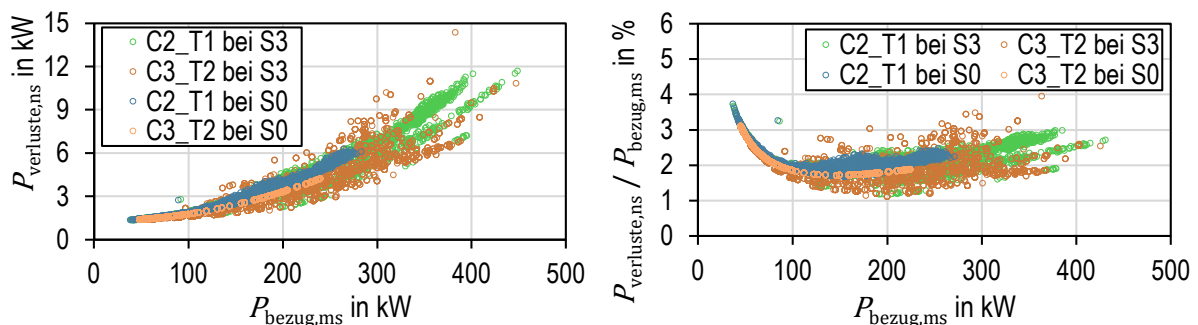 P_verluste,ns in kW
15
12
9
6
3
0
C2_T1 bei S3
C3_T2 bei S3
C2_T1 bei S0
C3_T2 bei S0
0 100 200 300 400 500
P_bezug,ms in kW
P_verluste,ns / P_bezug,ms in %
6
5
4
3
2
1
0
C2_T1 bei S3 C3_T2 bei S3
C2_T1 bei S0 C3_T2 bei S0
0 100 200 300 400 500
P_bezug,ms in kW